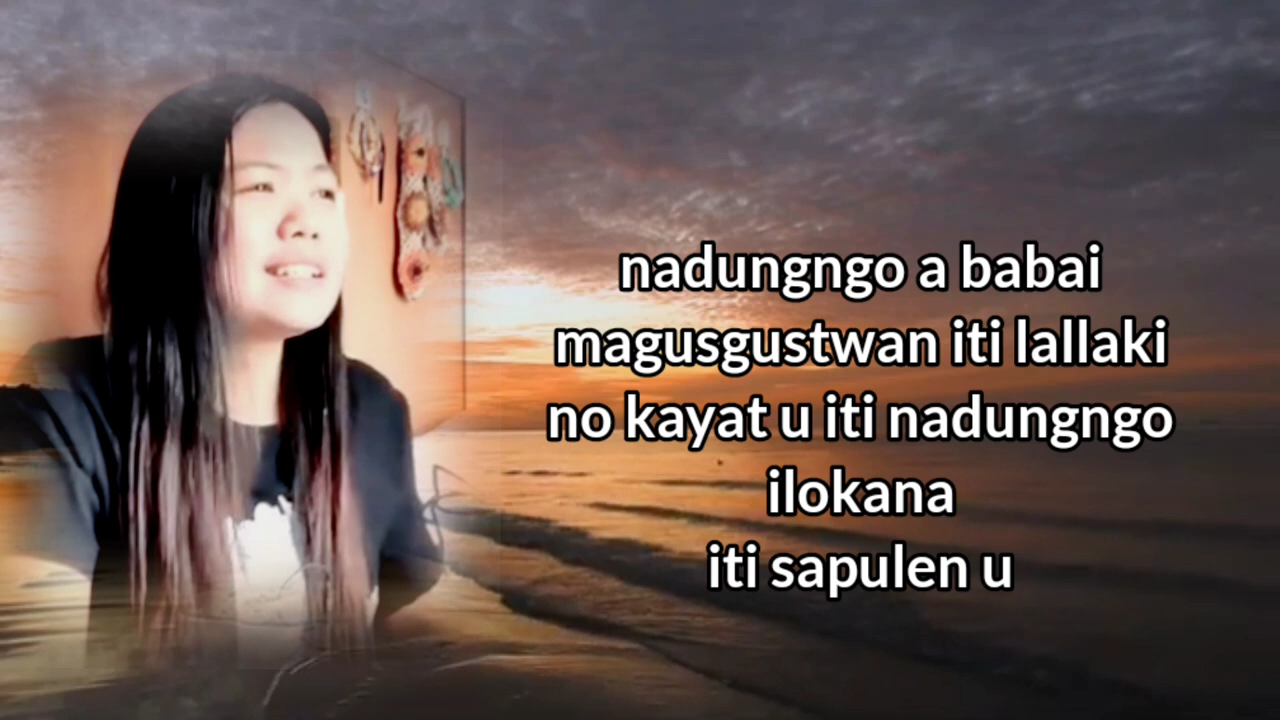 nadungngo a babai
magusgustwan iti lallaki
no kayat u iti nadungngo
ilokana
iti sapulen u